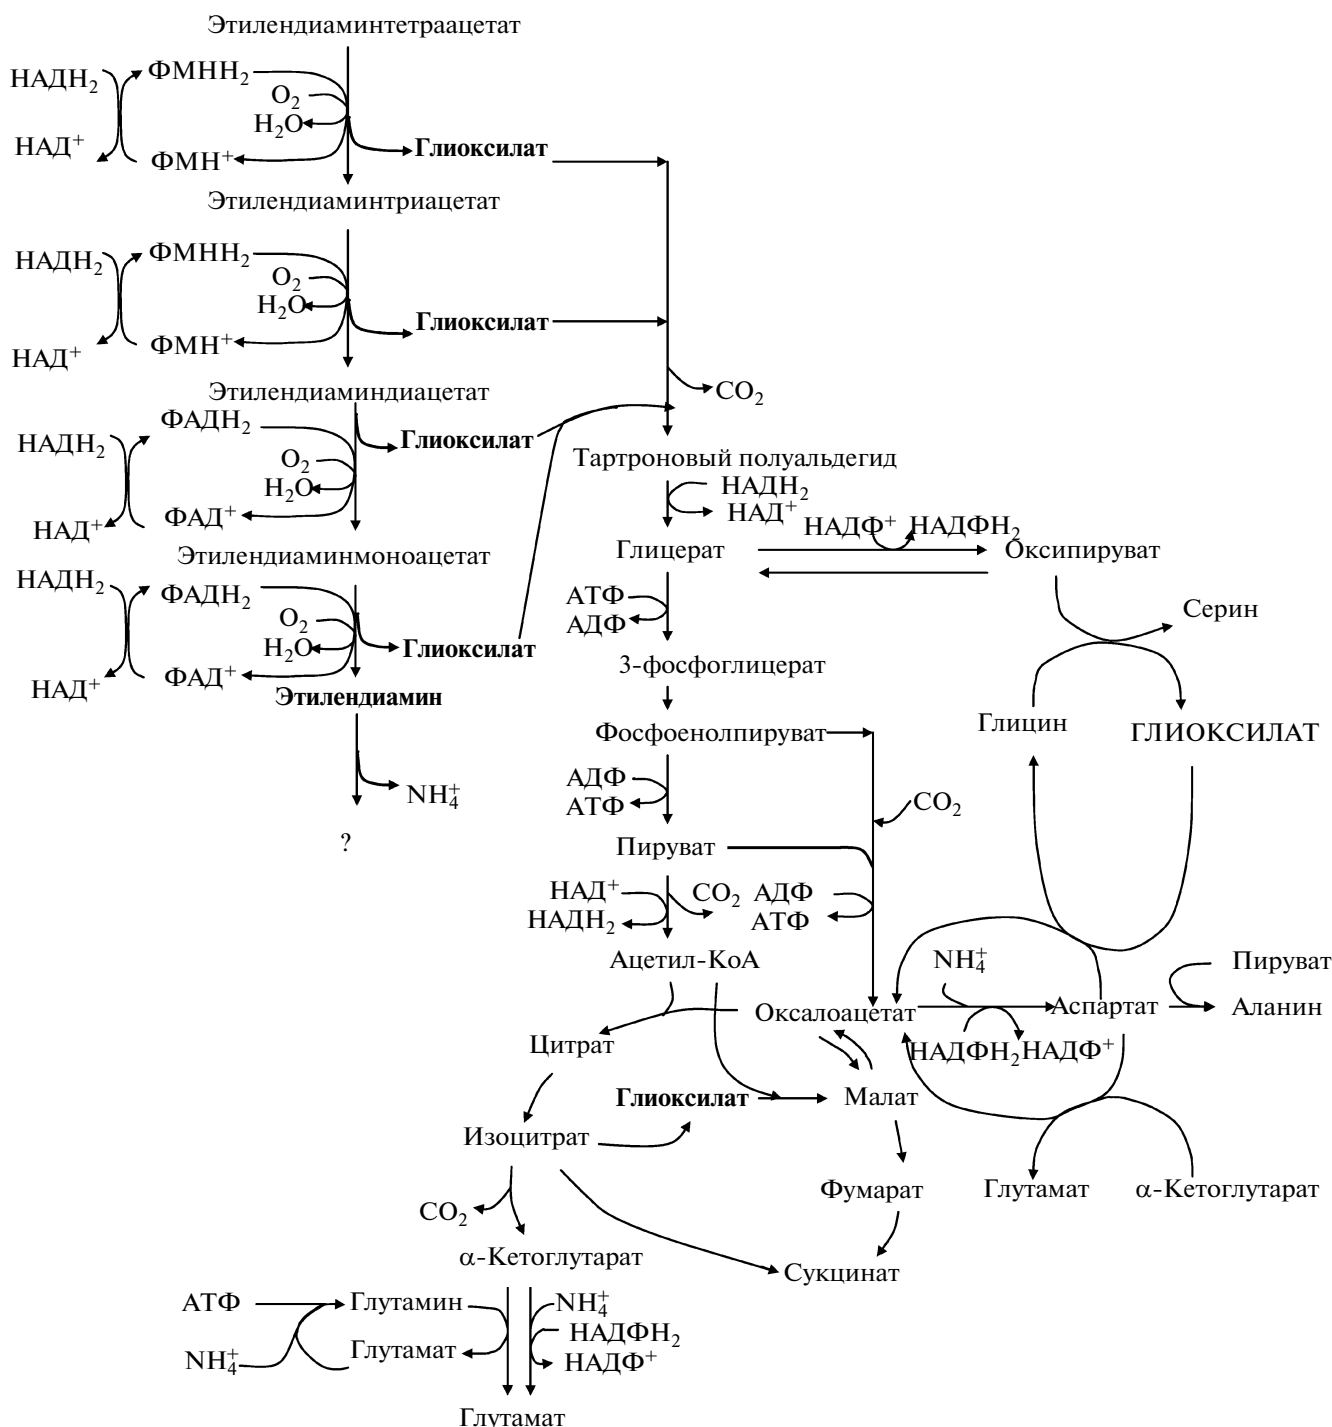 Этилендиаминтетраацетат
НАДН₂
ФМНН₂
O₂
H₂O
НАД⁺
ФМН⁺
Глиоксилат
Этилендиаминтриацетат
НАДН₂
ФМНН₂
O₂
H₂O
НАД⁺
ФМН⁺
Глиоксилат
Этилендиаминдиацетат
CO₂
НАДН₂
ФАДН₂
O₂
H₂O
НАД⁺
ФАД⁺
Глиоксилат
Тартроновый полуальдегид
НАДН₂
НАД⁺
Этилендиаминмоноацетат
Глицерат
НАДФ⁺
НАДФН₂
Оксипируват
НАДН₂
ФАДН₂
O₂
H₂O
НАД⁺
ФАД⁺
Глиоксилат
АТФ
АДФ
Серин
3-фосфоглицерат
Этилендиамин
Фосфоенолпируват
Глицин
ГЛИОКСИЛАТ
NH₄⁺
?
АДФ
АТФ
CO₂
Пируват
НАД⁺
НАДН₂
CO₂
АДФ
АТФ
Ацетил-КоА
NH₄⁺
Пируват
Оксалоацетат
Аспартат
Аланин
Цитрат
НАДФН₂
НАДФ⁺
Глиоксилат
Малат
Изоцитрат
CO₂
Фумарат
Глутамат
α-Кетоглутарат
α-Кетоглутарат
Сукцинат
АТФ
Глутамин
NH₄⁺
НАДФН₂
НАДФ⁺
NH₄⁺
Глутамат
Глутамат